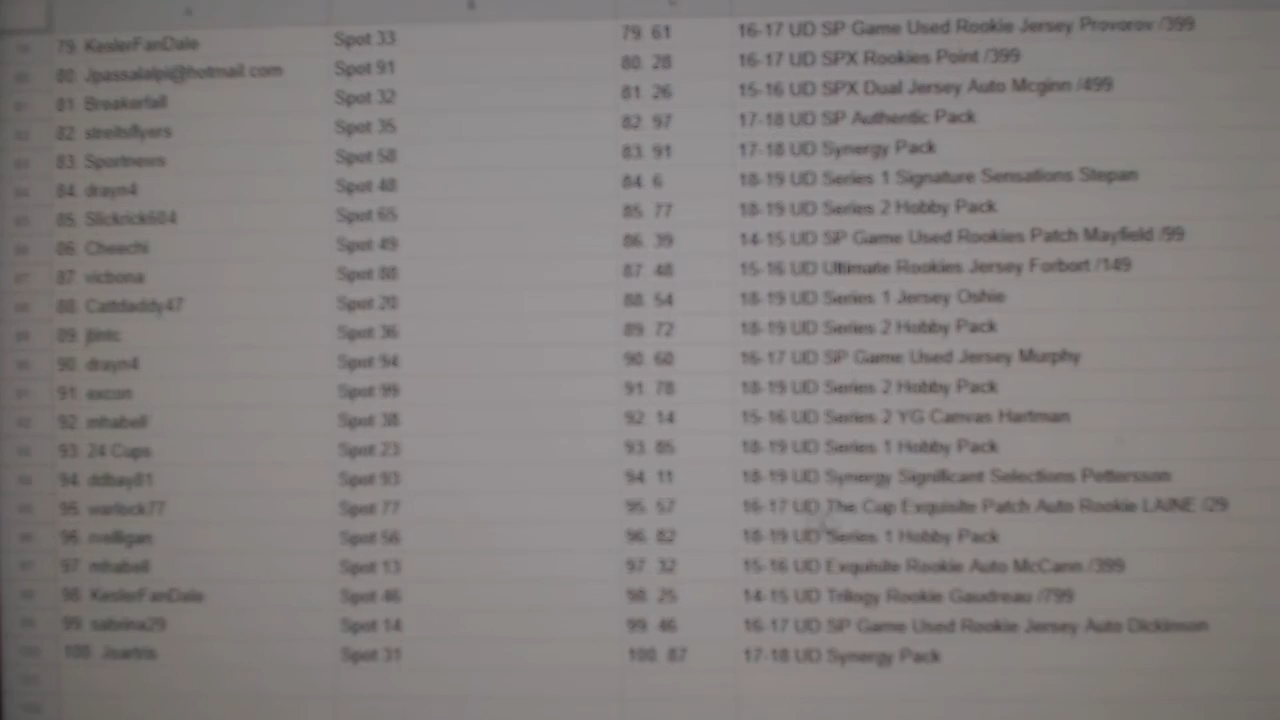 79. KeslerFanDale Spot 33 79. 61 16-17 UD SP Game Used Rookie Jersey Provorov /399
80. Jpassalalpi@hotmail.com Spot 91 80. 28 16-17 UD SPX Rookies Point /399
81. Breakerfall Spot 32 81. 26 15-16 UD SPX Dual Jersey Auto Mcginn /499
82. streitsflyers Spot 35 82. 97 17-18 UD SP Authentic Pack
83. Sportnews Spot 58 83. 91 17-18 UD Synergy Pack
84. drayn4 Spot 48 84. 6 18-19 UD Series 1 Signature Sensations Stepan
85. Slickrick604 Spot 65 85. 77 18-19 UD Series 2 Hobby Pack
86. Cheechi Spot 49 86. 39 14-15 UD SP Game Used Rookies Patch Mayfield /99
87. vicbona Spot 88 87. 48 15-16 UD Ultimate Rookies Jersey Forbort /149
88. Cattdaddy47 Spot 20 88. 54 18-19 UD Series 1 Jersey Oshie
89. Spot 36 89. 72 18-19 UD Series 2 Hobby Pack
90. drayn4 Spot 94 90. 60 16-17 UD SP Game Used Jersey Murphy
91. excon Spot 99 91. 78 18-19 UD Series 2 Hobby Pack
92. mhabell Spot 38 92. 14 15-16 UD Series 2 YG Canvas Hartman
93. 24 Cups Spot 23 93. 85 18-19 UD Series 1 Hobby Pack
94. ddbay81 Spot 93 94. 11 18-19 UD Synergy Significant Selections Pettersson
95. warlock77 Spot 77 95. 57 16-17 UD The Cup Exquisite Patch Auto Rookie LAINE /29
96. Spot 56 96. 82 18-19 UD Series 1 Hobby Pack
97. mhabell Spot 13 97. 32 15-16 UD Exquisite Rookie Auto McCann /399
98. KeslerFanDale Spot 46 98. 25 14-15 UD Trilogy Rookie Gaudreau /799
99. sabrina29 Spot 14 99. 46 16-17 UD SP Game Used Rookie Jersey Auto Dickinson
100. Spot 31 100. 87 17-18 UD Synergy Pack